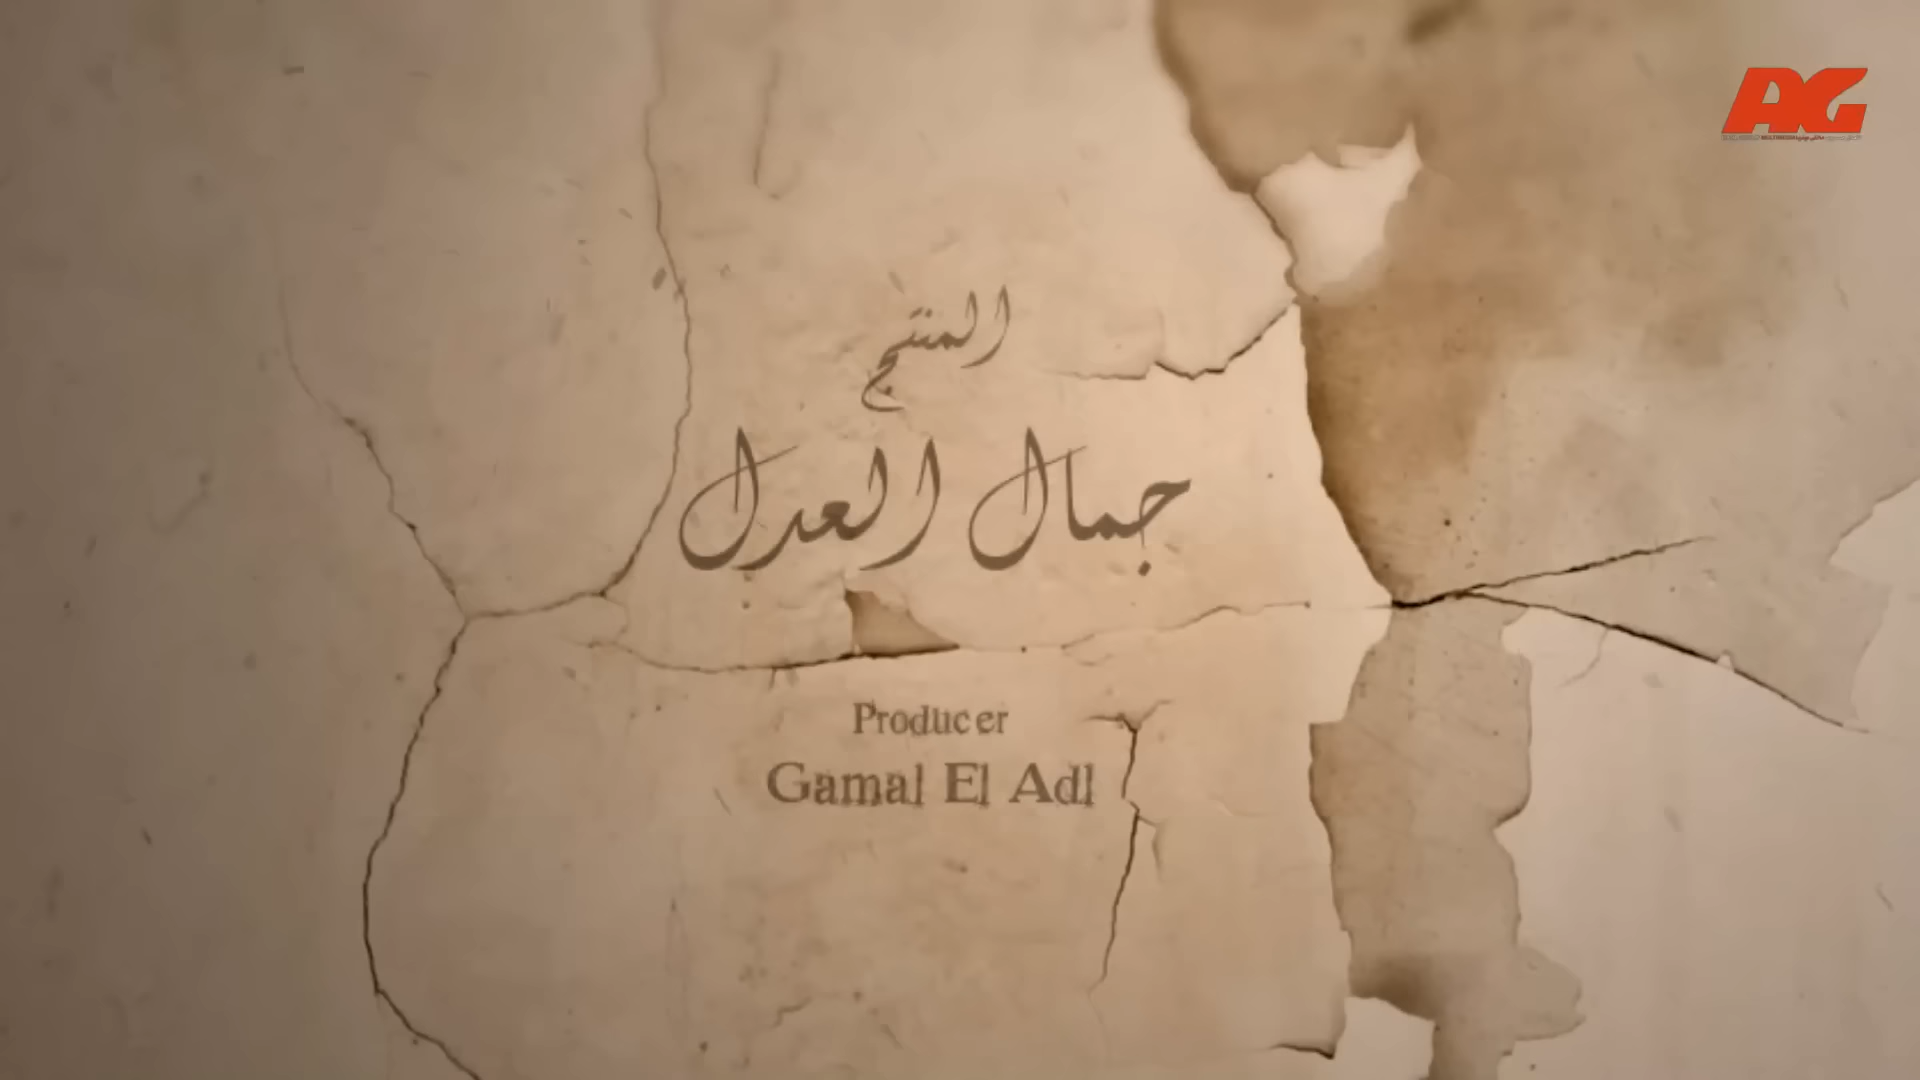 AG
المنتج
جمال العدل
Producer
Gamal El Adl